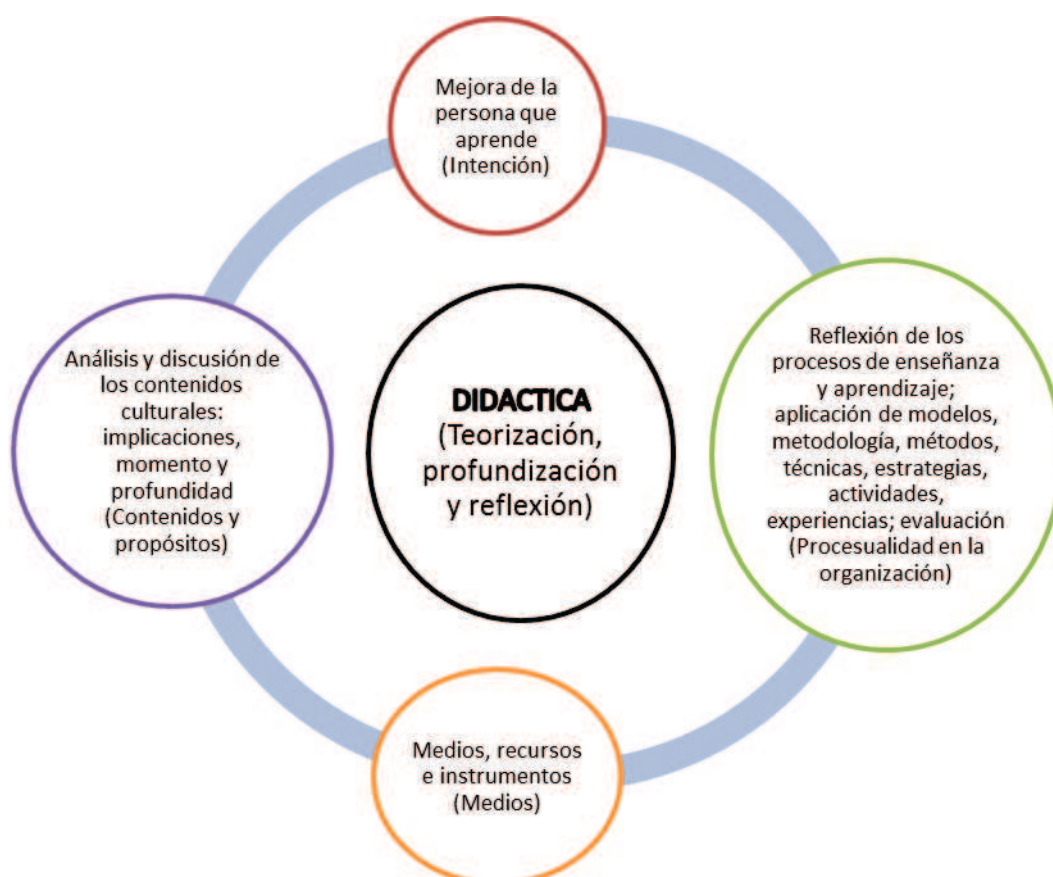 Mejora de la
persona que
aprende
(Intención)
Análisis y discusión de
los contenidos
culturales:
implicaciones,
momento y
profundidad
(Contenidos y
propósitos)
DIDACTICA
(Teorización,
profundización
y reflexión)
Reflexión de los
procesos de enseñanza
y aprendizaje;
aplicación de modelos,
metodología, métodos,
técnicas, estrategias,
actividades,
experiencias; evaluación
(Procesualidad en la
organización)
Medios, recursos
e instrumentos
(Medios)